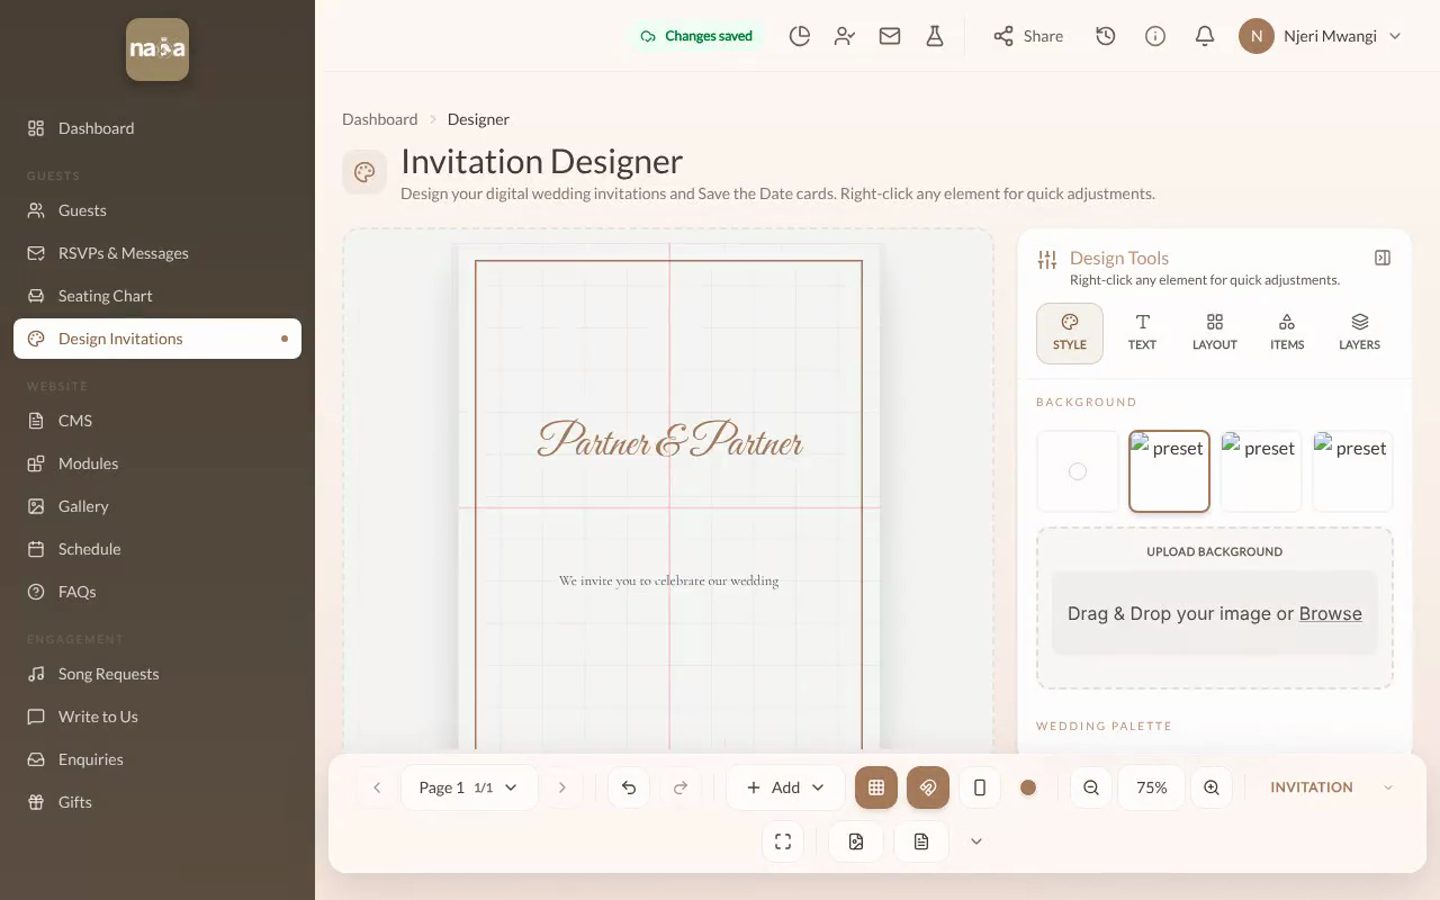 Changes saved
Share
N
Njeri Mwangi
Dashboard
GUESTS
Guests
RSVPs & Messages
Seating Chart
Design Invitations
WEBSITE
CMS
Modules
Gallery
Schedule
FAQs
ENGAGEMENT
Song Requests
Write to Us
Enquiries
Gifts
Dashboard
Designer
Invitation Designer
Design your digital wedding invitations and Save the Date cards. Right-click any element for quick adjustments.
Partner & Partner
We invite you to celebrate our wedding
Design Tools
Right-click any element for quick adjustments.
STYLE
TEXT
LAYOUT
ITEMS
LAYERS
BACKGROUND
preset
preset
preset
UPLOAD BACKGROUND
Drag & Drop your image or Browse
WEDDING PALETTE
Page 1 1/1
Add
75%
INVITATION